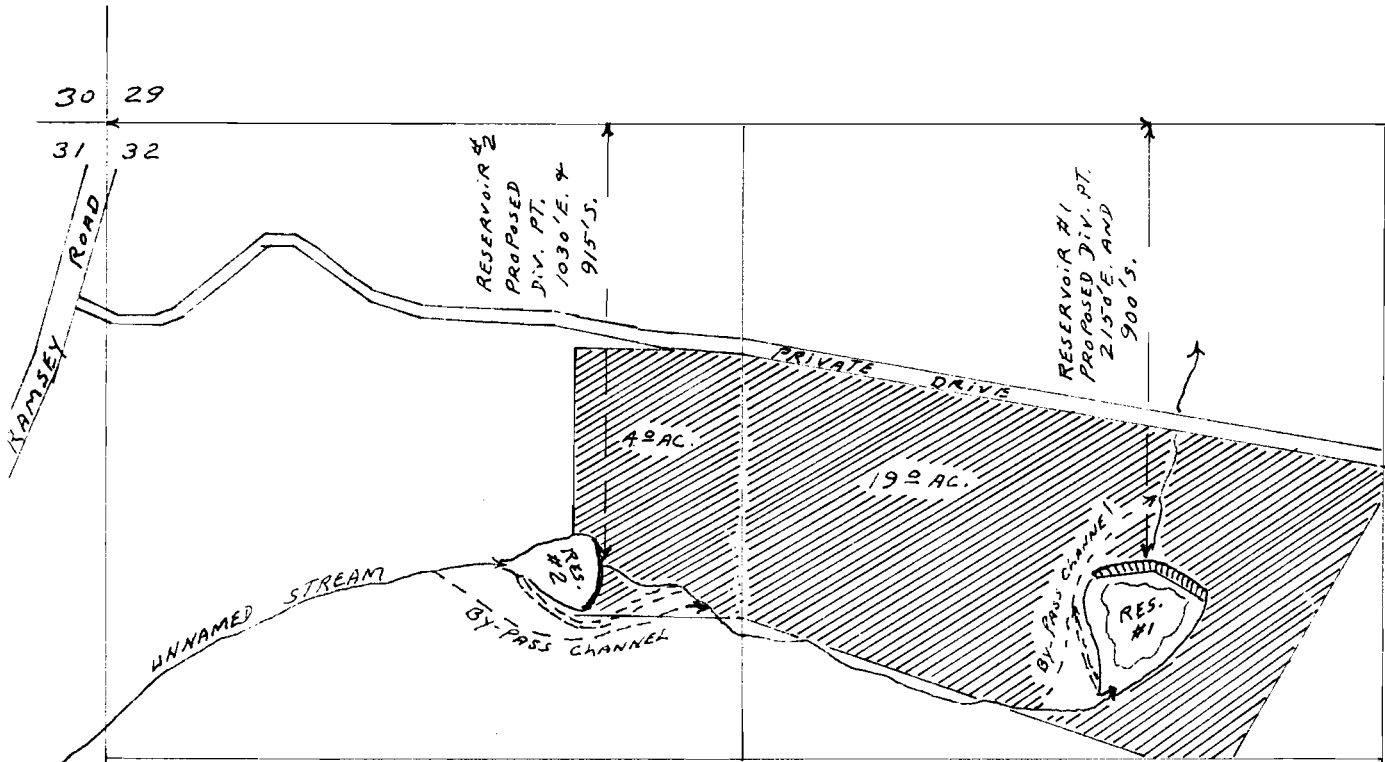 30 29
31 32
RAMSEY ROAD
RESERVOIR #2
PROPOSED
DIV. PT.
1030'E. &
915'S.
RESERVOIR #1
PROPOSED DIV. PT.
2150'E. AND
900'S.
PRIVATE DRIVE
4.0 AC.
19.0 AC.
RES.
#2
UNNAMED STREAM
BY-PASS CHANNEL
BY-PASS CHANNEL
RES.
#1